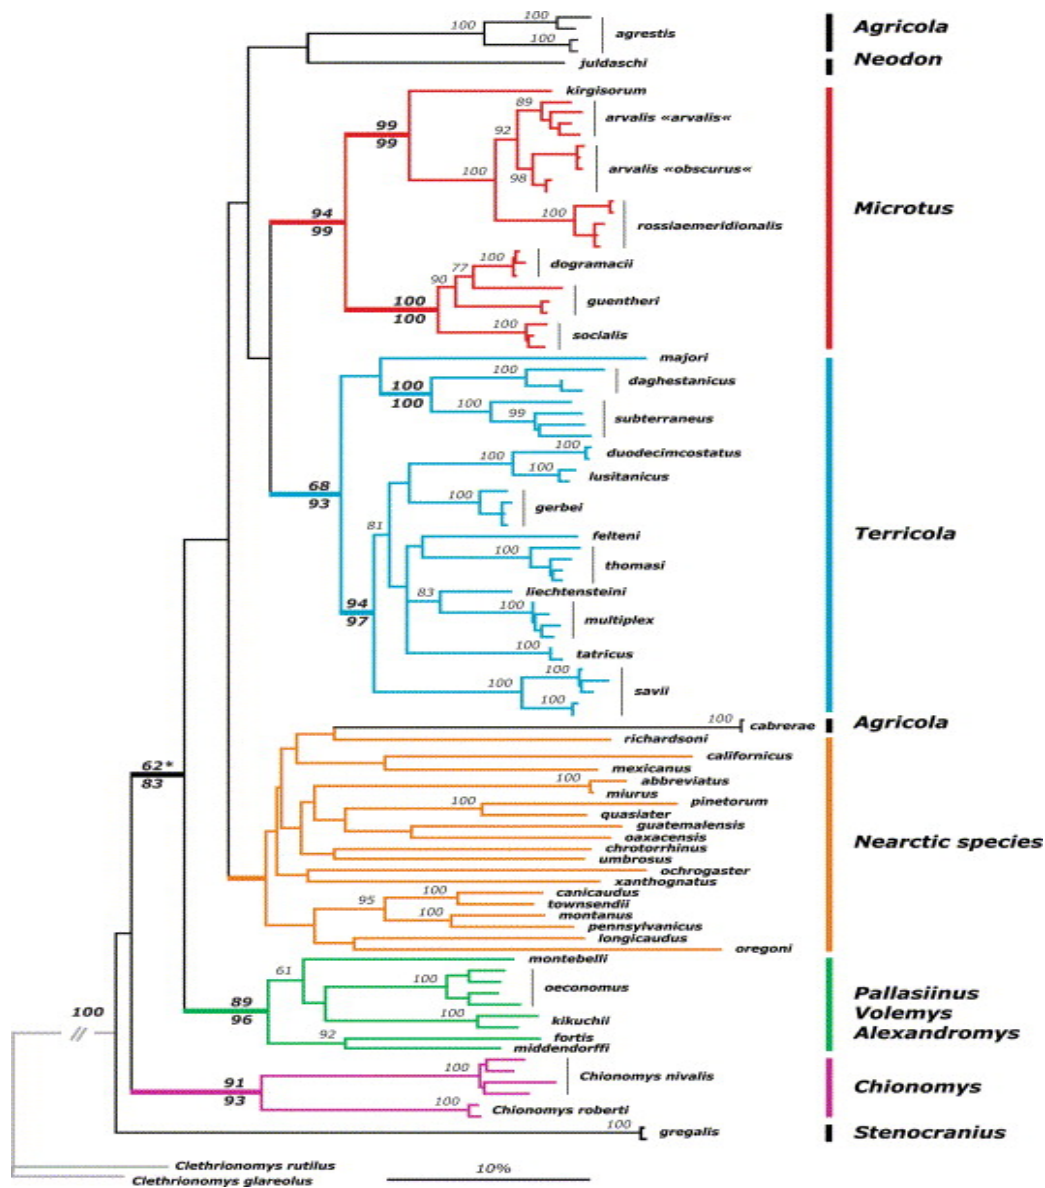 100
100
agrestis
Agricola
100
juldaschi
Neodon
kirgisorum
89
arvalis «arvalis«
99
99
92
arvalis «obscurus«
100
98
Microtus
94
99
100
rossiaemeridionalis
100
dogramacii
77
90
guentheri
100
100
100
socialis
majori
100
daghestanicus
100
100
100
99
subterraneus
100
duodecimcostatus
100
100
lusitanicus
68
93
100
gerbei
81
felteni
Terricola
100
thomasi
83
liechtensteini
94
97
100
multiplex
100
tatricus
100
100
savii
100
100
cabrerae
Agricola
richardsoni
californicus
62*
83
mexicanus
100
abbreviatus
miurus
100
pinetorum
quasiater
guatemalensis
oaxacensis
Nearctic species
chrotorrhinus
umbrosus
ochrogaster
xanthognatus
95
100
canicaudus
townsendii
100
montanus
pennsylvanicus
longicaudus
oregoni
montebelli
61
100
oeconomus
Pallasiinus
Volemys
Alexandromys
89
96
100
kikuchii
100
92
fortis
middendorffi
91
93
100
Chionomys nivalis
Chionomys
100
Chionomys roberti
100
gregalis
Stenocranius
Clethrionomys rutilus
10%
Clethrionomys glareolus